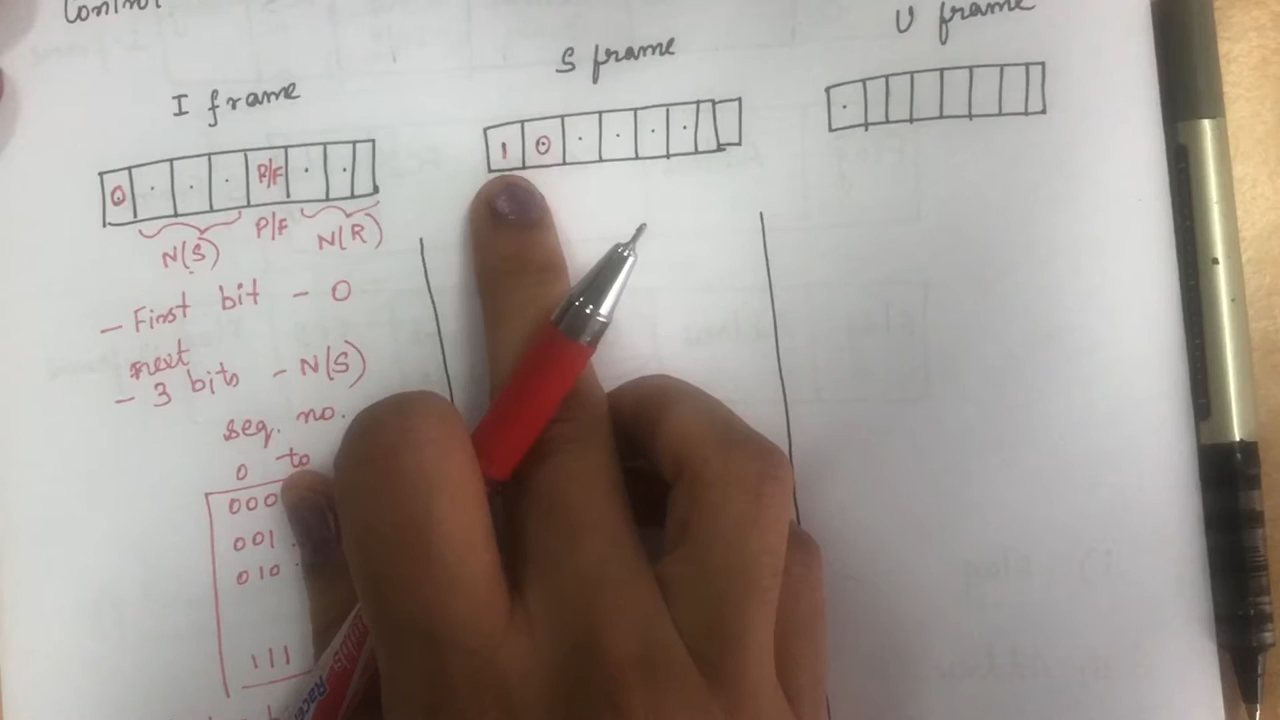 Control
I frame
0 P/F
N(S) P/F N(R)
- First bit - 0
next
- 3 bits - N(S)
seq. no.
0 to
000
001
010
111
S frame
1 0
U frame